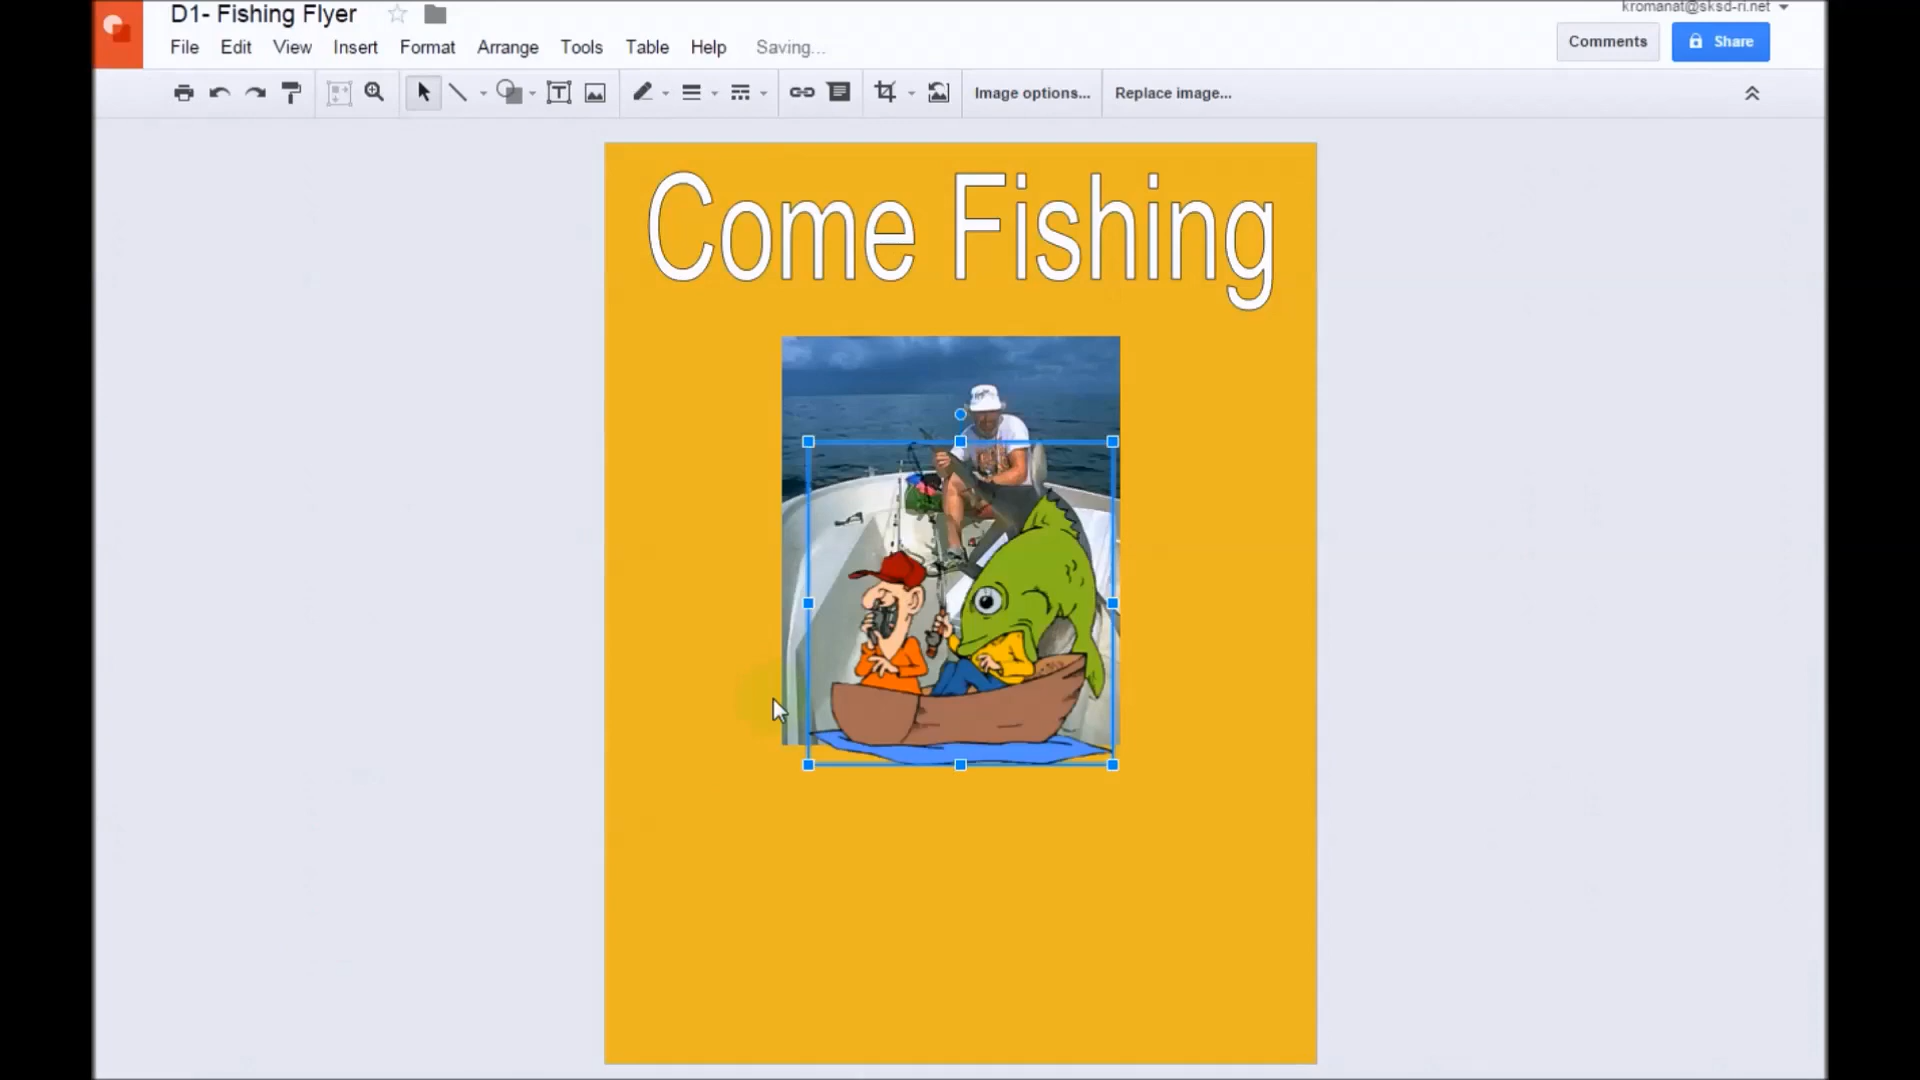 D1- Fishing Flyer
kromanat@sksd-ri.net
File Edit View Insert Format Arrange Tools Table Help Saving...
Comments Share
Image options... Replace image...
Come Fishing